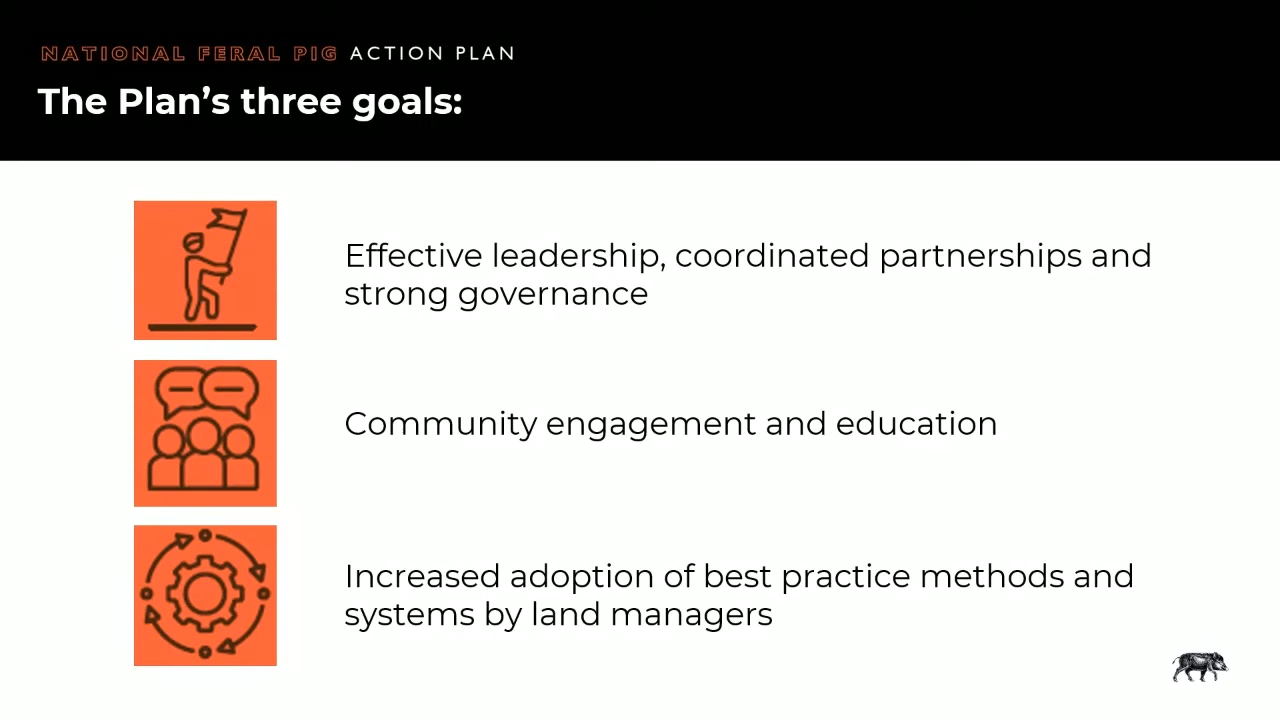 NATIONAL FERAL PIG ACTION PLAN
The Plan’s three goals:
Effective leadership, coordinated partnerships and
strong governance
Community engagement and education
Increased adoption of best practice methods and
systems by land managers